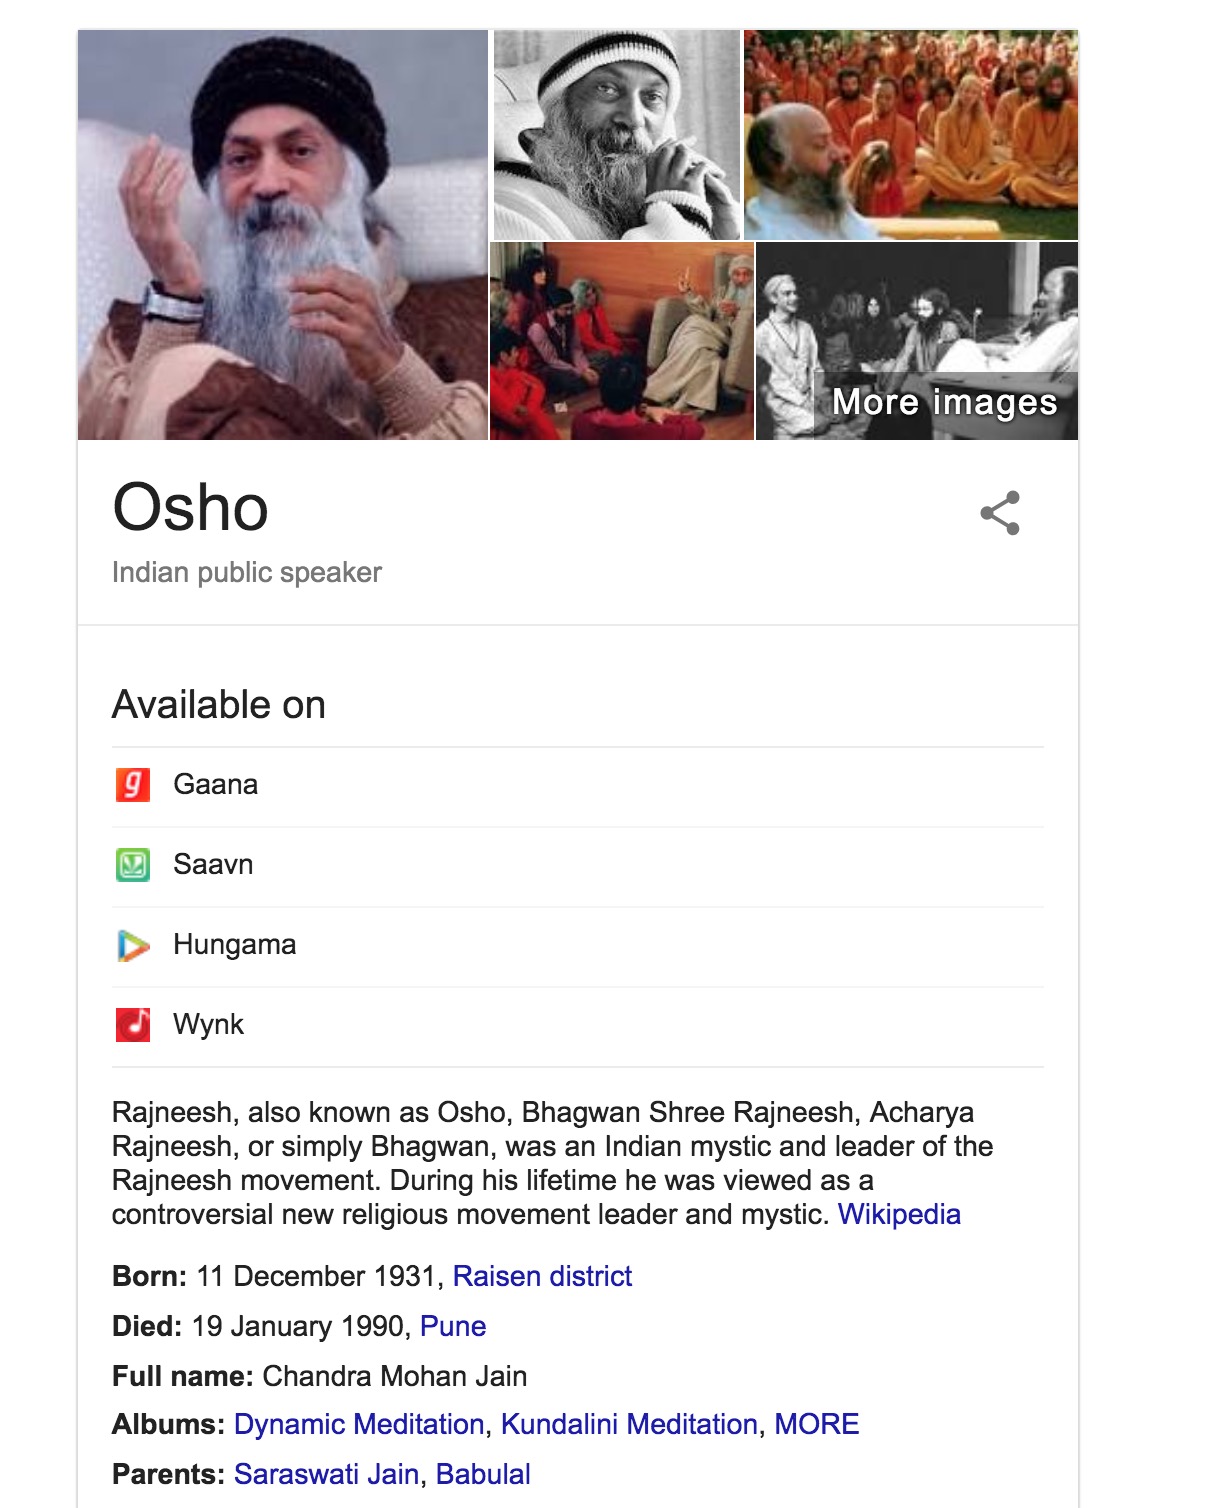 More images
Osho
Indian public speaker
Available on
Gaana
Saavn
Hungama
Wynk
Rajneesh, also known as Osho, Bhagwan Shree Rajneesh, Acharya
Rajneesh, or simply Bhagwan, was an Indian mystic and leader of the
Rajneesh movement. During his lifetime he was viewed as a
controversial new religious movement leader and mystic. Wikipedia
Born: 11 December 1931, Raisen district
Died: 19 January 1990, Pune
Full name: Chandra Mohan Jain
Albums: Dynamic Meditation, Kundalini Meditation, MORE
Parents: Saraswati Jain, Babulal